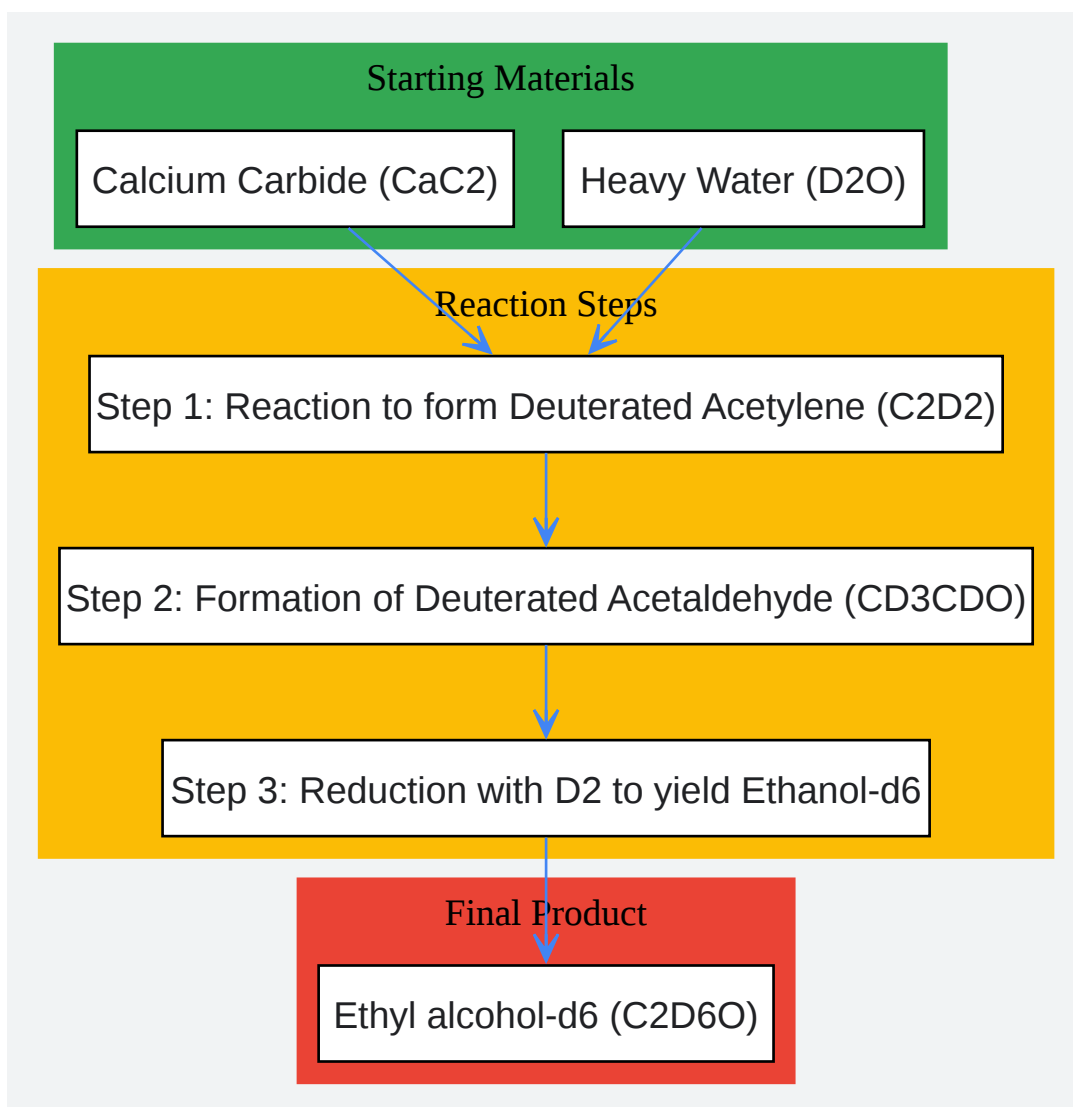 Starting Materials
Calcium Carbide (CaC2)
Heavy Water (D2O)
Reaction Steps
Step 1: Reaction to form Deuterated Acetylene (C2D2)
Step 2: Formation of Deuterated Acetaldehyde (CD3CDO)
Step 3: Reduction with D2 to yield Ethanol-d6
Final Product
Ethyl alcohol-d6 (C2D6O)